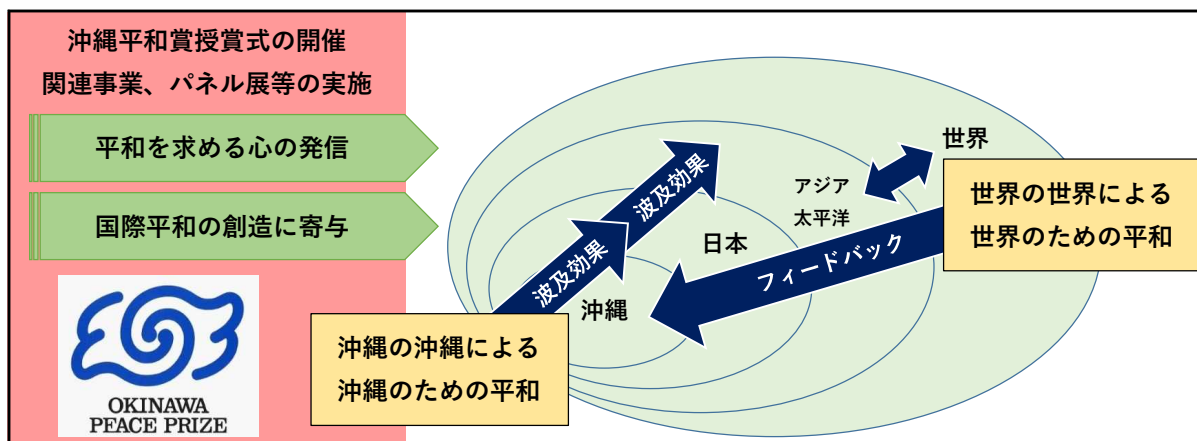 沖縄平和賞授賞式の開催
関連事業、パネル展等の実施
平和を求める心の発信
国際平和の創造に寄与
OKINAWA
PEACE PRIZE
沖縄の沖縄による
沖縄のための平和
波及効果
波及効果
沖縄
日本
アジア
太平洋
世界
フィードバック
世界の世界による
世界のための平和